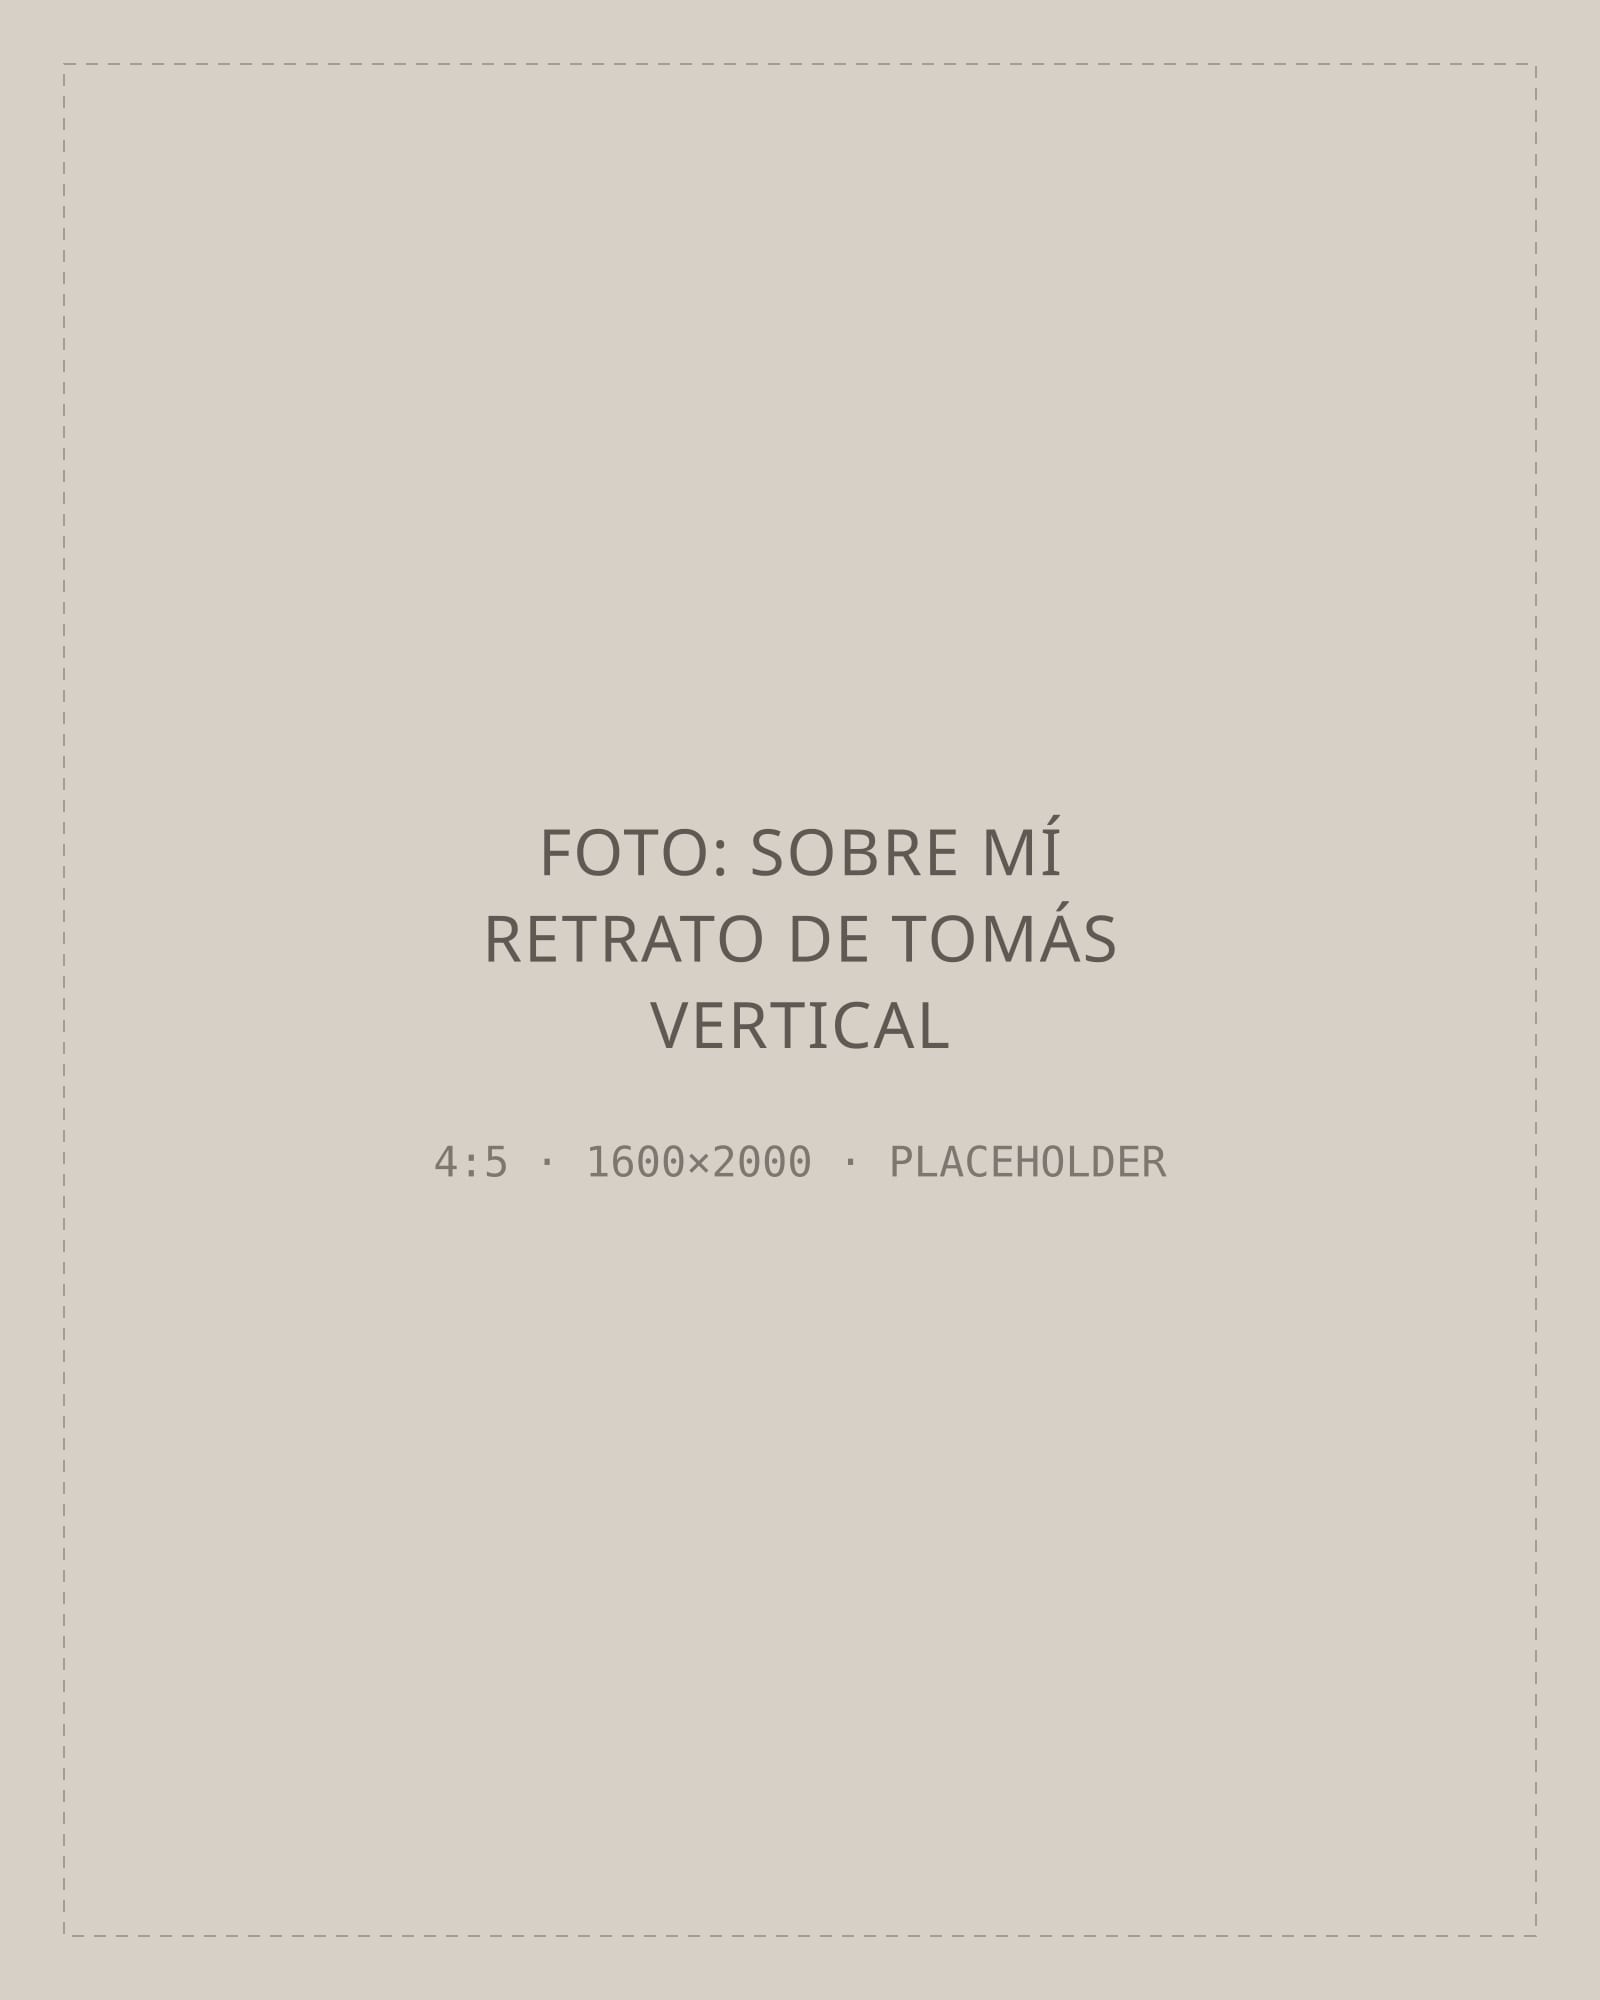 FOTO: SOBRE MÍ
RETRATO DE TOMÁS
VERTICAL
4:5 · 1600×2000 · PLACEHOLDER